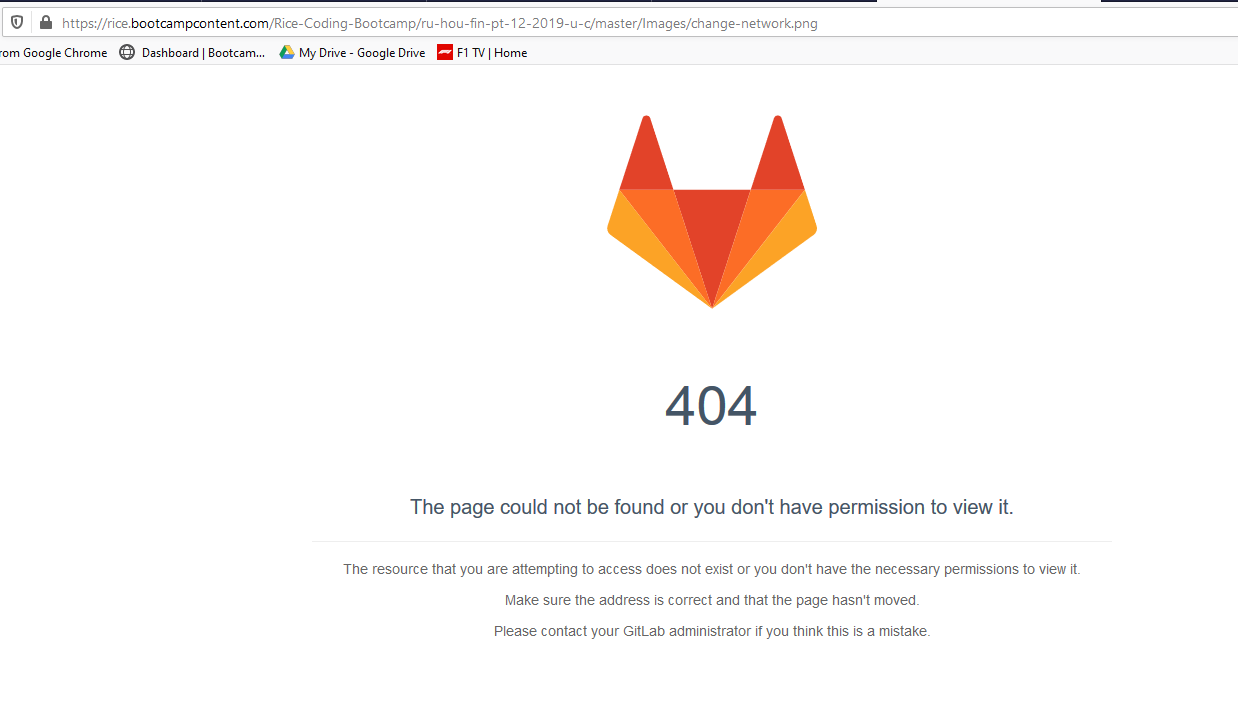 https://rice.bootcampcontent.com/Rice-Coding-Bootcamp/ru-hou-fin-pt-12-2019-u-c/master/Images/change-network.png
rom Google Chrome Dashboard | Bootcam... My Drive - Google Drive F1 TV | Home
404
The page could not be found or you don't have permission to view it.
The resource that you are attempting to access does not exist or you don't have the necessary permissions to view it.
Make sure the address is correct and that the page hasn't moved.
Please contact your GitLab administrator if you think this is a mistake.